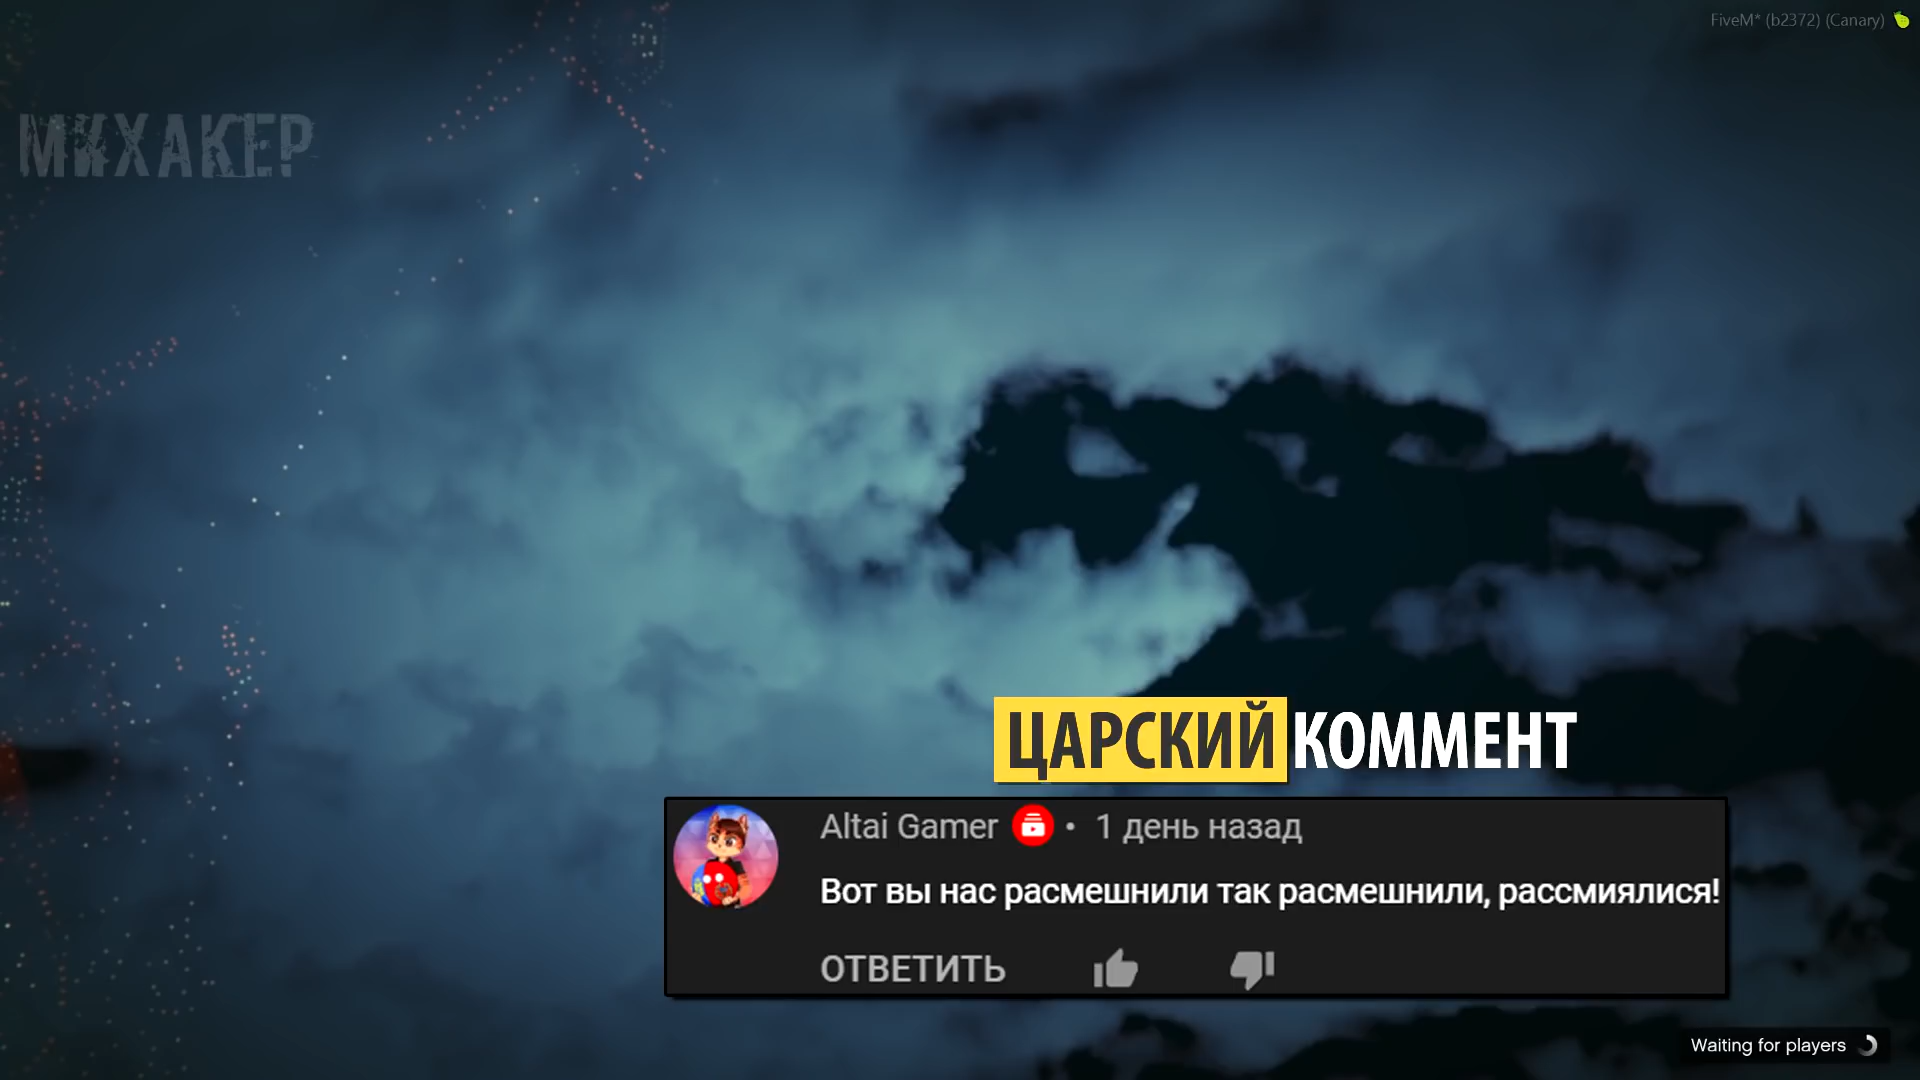 FiveM* (b2372) (Canary)
МИХАКЕР
ЦАРСКИЙ КОММЕНТ
Altai Gamer • 1 день назад
Вот вы нас расмешнили так расмешнили, рассмиялися!
ОТВЕТИТЬ
Waiting for players